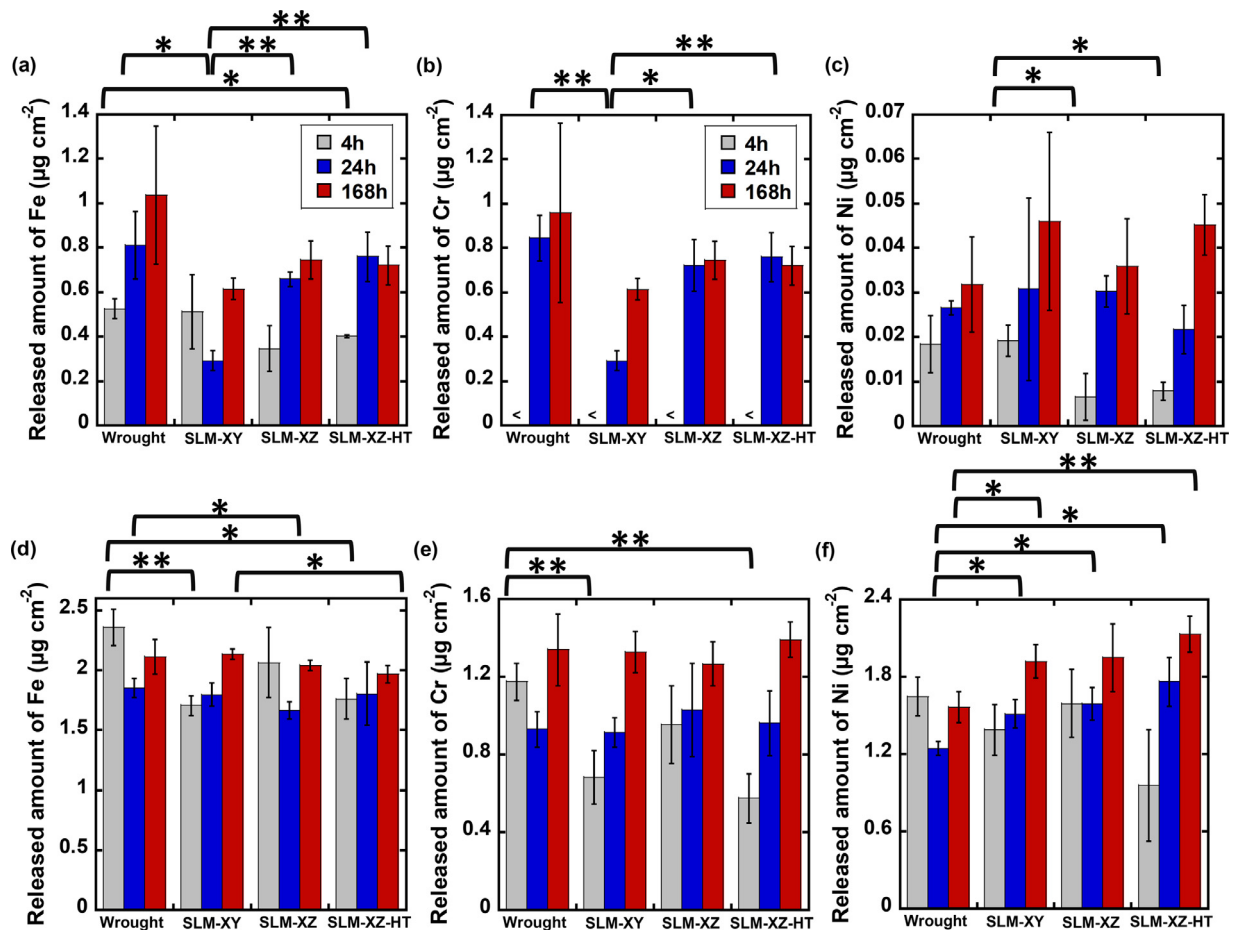 ** 
* **
*
(a)
Released amount of Fe (µg cm⁻²)
1.4
1.2
1
0.8
0.6
0.4
0.2
0
4h
24h
168h
Wrought SLM-XY SLM-XZ SLM-XZ-HT
**
** *
(b)
Released amount of Cr (µg cm⁻²)
1.4
1.2
1
0.8
0.6
0.4
0.2
0
4h
24h
168h
< < < <
Wrought SLM-XY SLM-XZ SLM-XZ-HT
*
*
(c)
Released amount of Ni (µg cm⁻²)
0.07
0.06
0.05
0.04
0.03
0.02
0.01
0
Wrought SLM-XY SLM-XZ SLM-XZ-HT
*
*
** *
(d)
Released amount of Fe (µg cm⁻²)
2.5
2
1.5
1
0.5
0
Wrought SLM-XY SLM-XZ SLM-XZ-HT
**
**
(e)
Released amount of Cr (µg cm⁻²)
1.6
1.2
0.8
0.4
0
Wrought SLM-XY SLM-XZ SLM-XZ-HT
**
*
*
*
*
(f)
Released amount of Ni (µg cm⁻²)
2.4
1.8
1.2
0.6
0
Wrought SLM-XY SLM-XZ SLM-XZ-HT